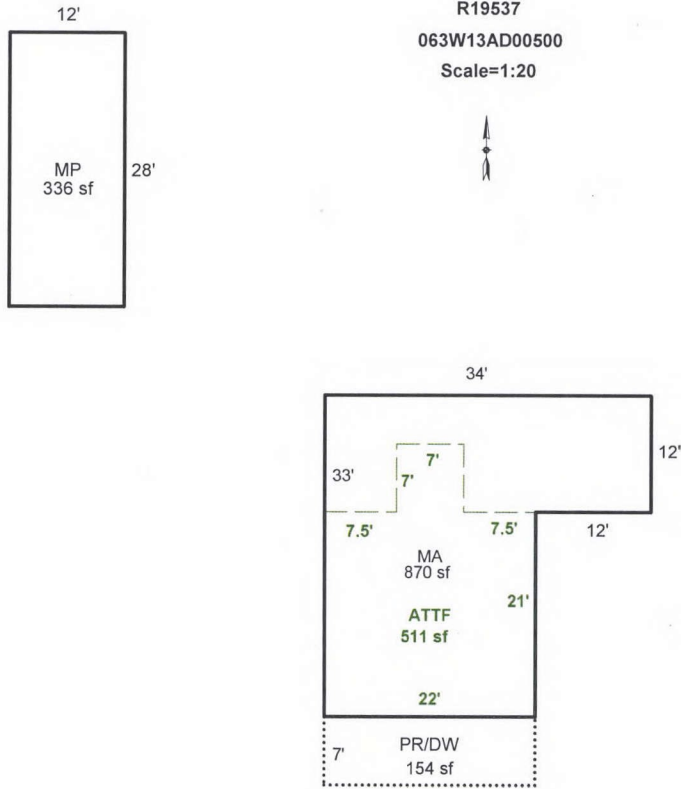 12'
R19537
063W13AD00500
Scale=1:20
MP
336 sf
28'
34'
12'
33'
7'
7'
7.5'
7.5'
12'
MA
870 sf
21'
ATTF
511 sf
22'
7'
PR/DW
154 sf